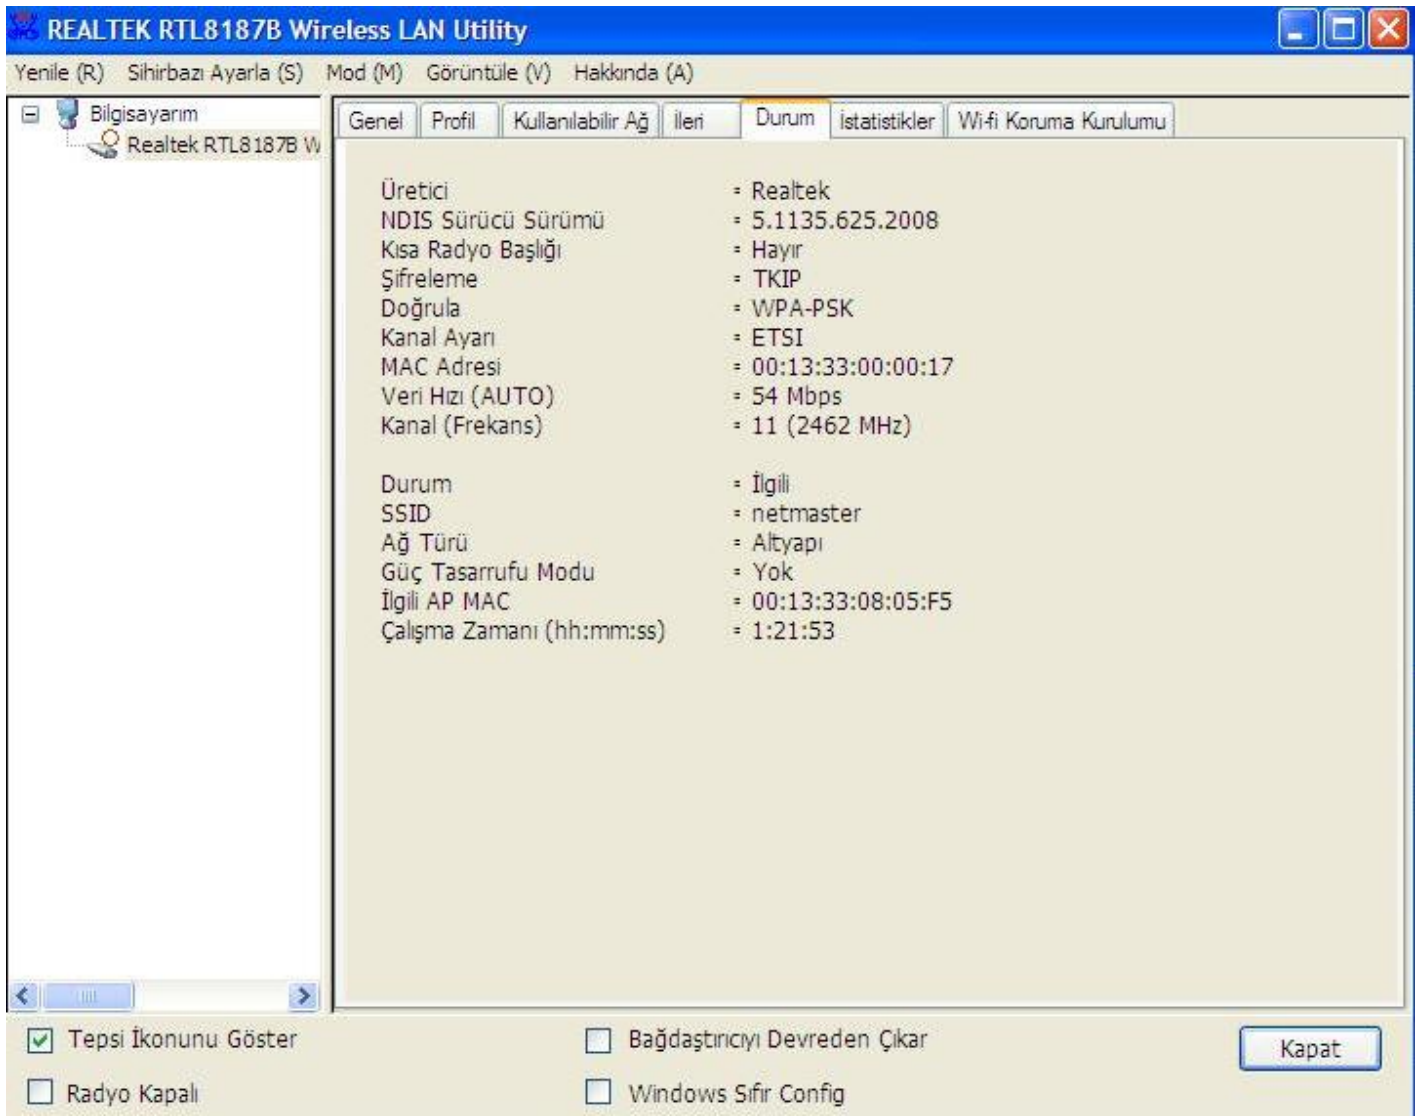 REALTEK RTL8187B Wireless LAN Utility
Yenile (R) Sihirbazı Ayarla (S) Mod (M) Görüntüle (V) Hakkında (A)
Bilgisayarım
Realtek RTL8187B W
Genel Profil Kullanılabilir Ağ İleri Durum İstatistikler Wi-fi Koruma Kurulumu
Üretici = Realtek
NDIS Sürücü Sürümü = 5.1135.625.2008
Kısa Radyo Başlığı = Hayır
Şifreleme = TKIP
Doğrula = WPA-PSK
Kanal Ayarı = ETSI
MAC Adresi = 00:13:33:00:00:17
Veri Hızı (AUTO) = 54 Mbps
Kanal (Frekans) = 11 (2462 MHz)
Durum = İlgili
SSID = netmaster
Ağ Türü = Altyapı
Güç Tasarrufu Modu = Yok
İlgili AP MAC = 00:13:33:08:05:F5
Çalışma Zamanı (hh:mm:ss) = 1:21:53
Tepsi İkonunu Göster Bağdaştırıcıyı Devreden Çıkar Kapat
Radyo Kapalı Windows Sıfır Config